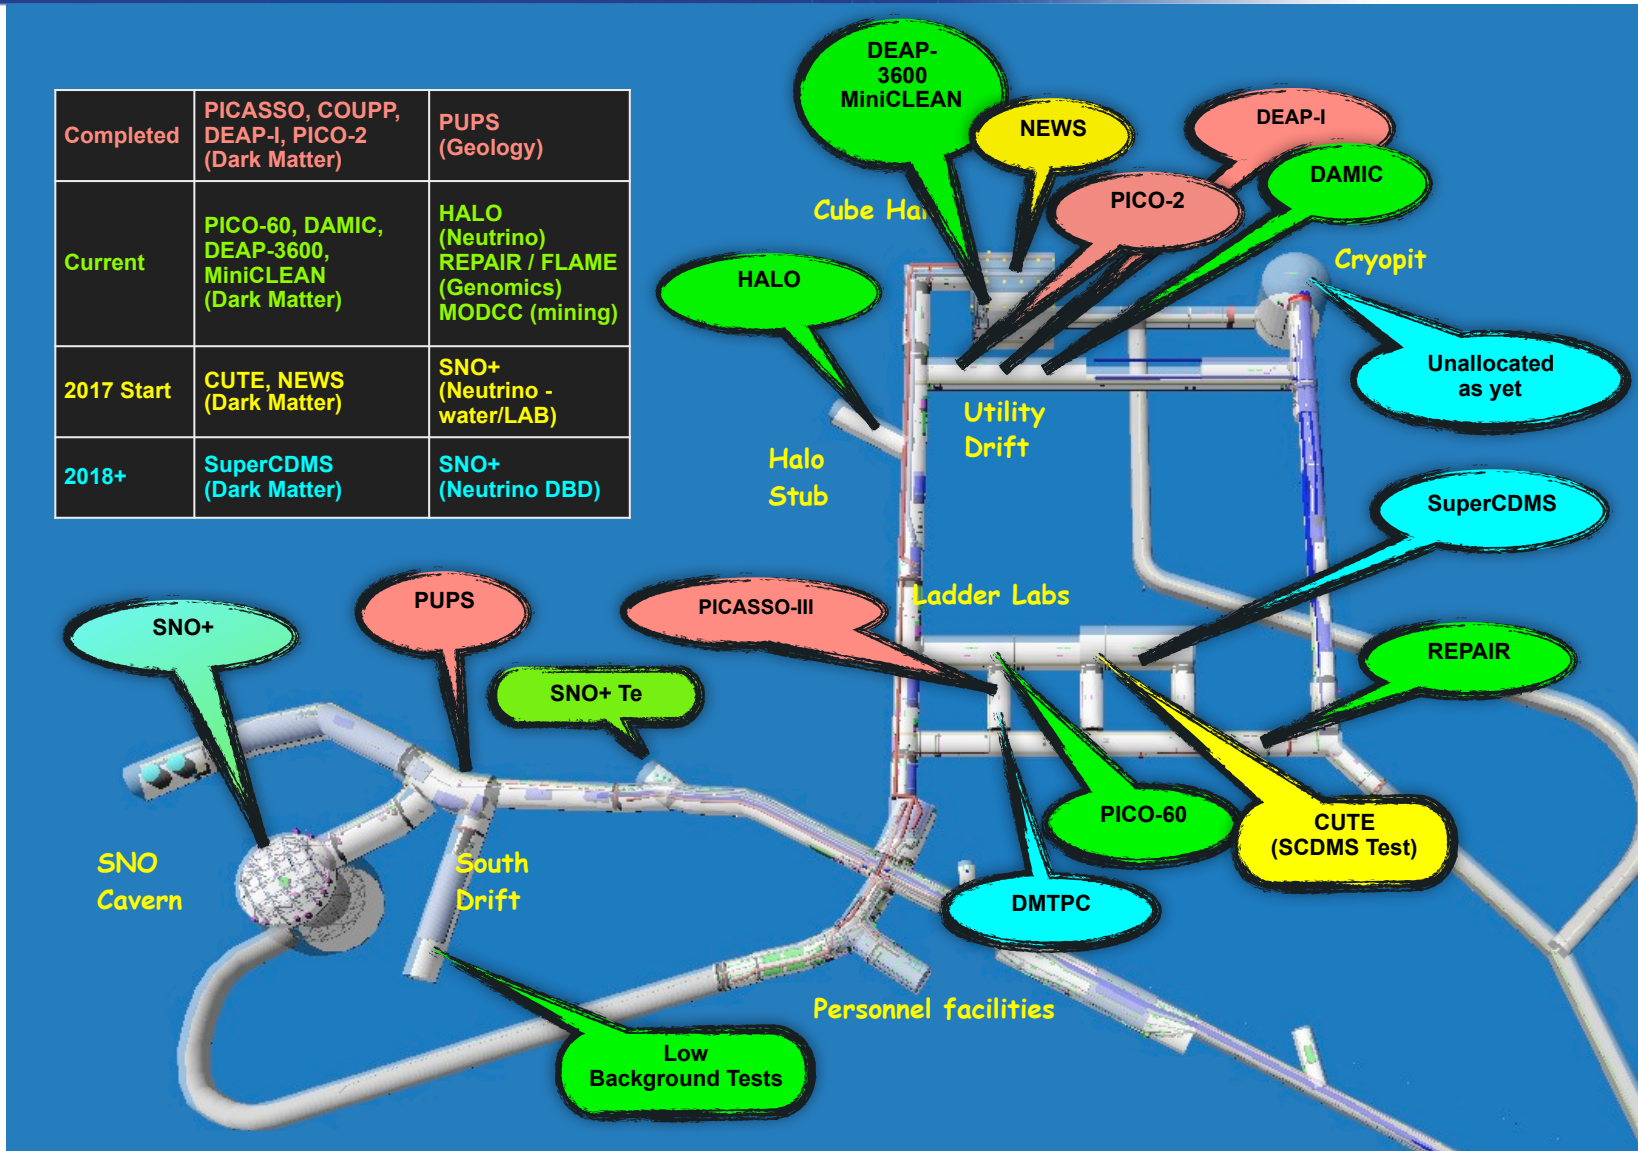 Completed
PICASSO, COUPP,
DEAP-I, PICO-2
(Dark Matter)
PUPS
(Geology)
Current
PICO-60, DAMIC,
DEAP-3600,
MiniCLEAN
(Dark Matter)
HALO
(Neutrino)
REPAIR / FLAME
(Genomics)
MODCC (mining)
2017 Start
CUTE, NEWS
(Dark Matter)
SNO+
(Neutrino -
water/LAB)
2018+
SuperCDMS
(Dark Matter)
SNO+
(Neutrino DBD)
DEAP-
3600
MiniCLEAN
NEWS
DEAP-I
DAMIC
PICO-2
Cube Ha
HALO
Cryopit
Unallocated
as yet
Utility
Drift
Halo
Stub
SuperCDMS
Ladder Labs
PICASSO-III
PUPS
SNO+
SNO+ Te
REPAIR
PICO-60
CUTE
(SCDMS Test)
DMTPC
SNO
Cavern
South
Drift
Personnel facilities
Low
Background Tests